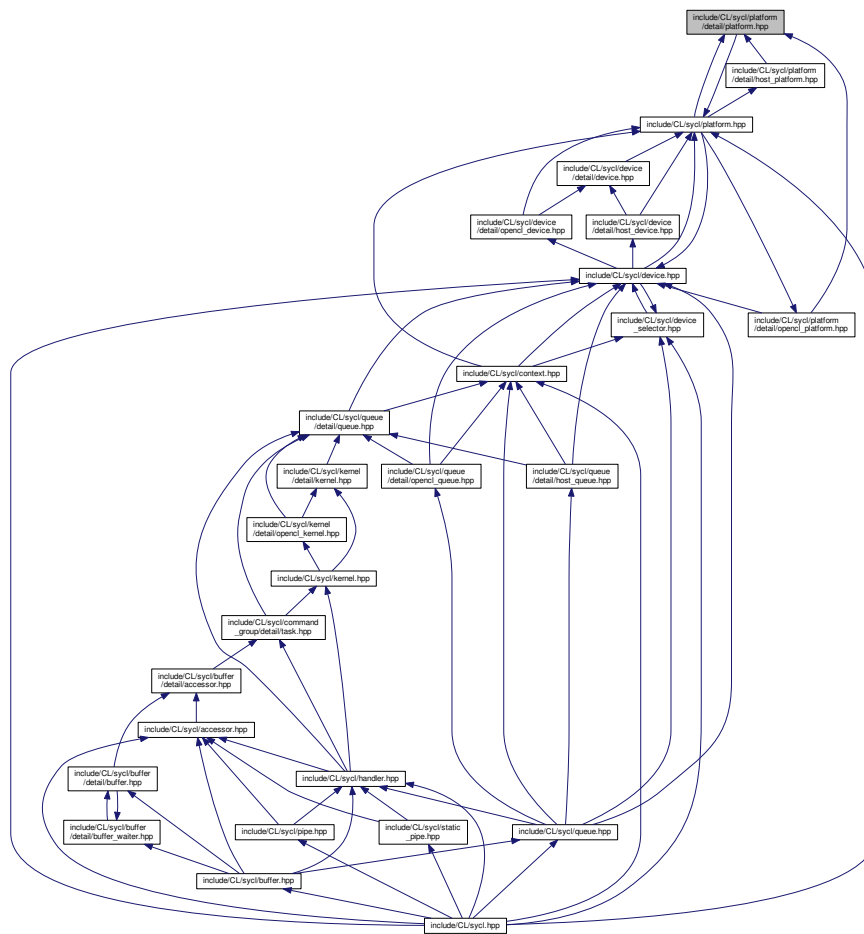 include/CL/sycl/platform
/detail/platform.hpp
include/CL/sycl/platform
/detail/host_platform.hpp
include/CL/sycl/platform.hpp
include/CL/sycl/device
/detail/device.hpp
include/CL/sycl/device
/detail/opencl_device.hpp
include/CL/sycl/device
/detail/host_device.hpp
include/CL/sycl/device.hpp
include/CL/sycl/device
_selector.hpp
include/CL/sycl/platform
/detail/opencl_platform.hpp
include/CL/sycl/context.hpp
include/CL/sycl/queue
/detail/queue.hpp
include/CL/sycl/kernel
/detail/kernel.hpp
include/CL/sycl/queue
/detail/opencl_queue.hpp
include/CL/sycl/queue
/detail/host_queue.hpp
include/CL/sycl/kernel
/detail/opencl_kernel.hpp
include/CL/sycl/kernel.hpp
include/CL/sycl/command
_group/detail/task.hpp
include/CL/sycl/buffer
/detail/accessor.hpp
include/CL/sycl/accessor.hpp
include/CL/sycl/buffer
/detail/buffer.hpp
include/CL/sycl/handler.hpp
include/CL/sycl/buffer
/detail/buffer_waiter.hpp
include/CL/sycl/pipe.hpp
include/CL/sycl/static
_pipe.hpp
include/CL/sycl/queue.hpp
include/CL/sycl/buffer.hpp
include/CL/sycl.hpp